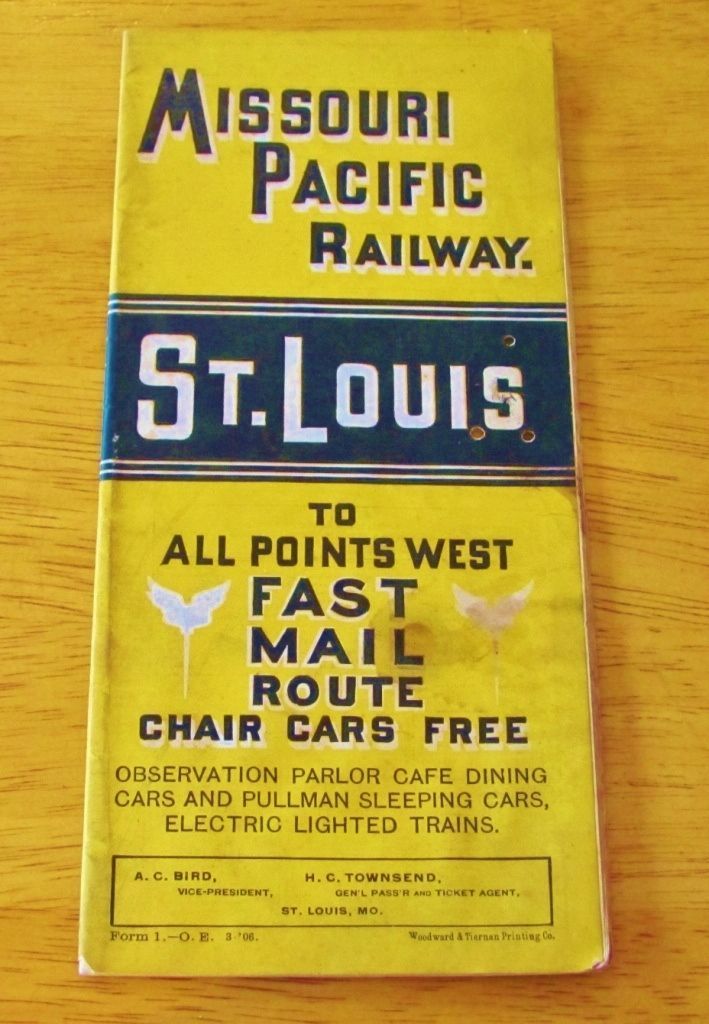 MISSOURI
PACIFIC
RAILWAY.
ST. LOUIS
TO
ALL POINTS WEST
FAST
MAIL
ROUTE
CHAIR CARS FREE
OBSERVATION PARLOR CAFE DINING
CARS AND PULLMAN SLEEPING CARS,
ELECTRIC LIGHTED TRAINS.
A. C. BIRD, H. C. TOWNSEND,
VICE-PRESIDENT, GEN'L PASS'R AND TICKET AGENT,
ST. LOUIS, MO.
Form 1.—O. E. 3-'06. Woodward & Tiernan Printing Co.